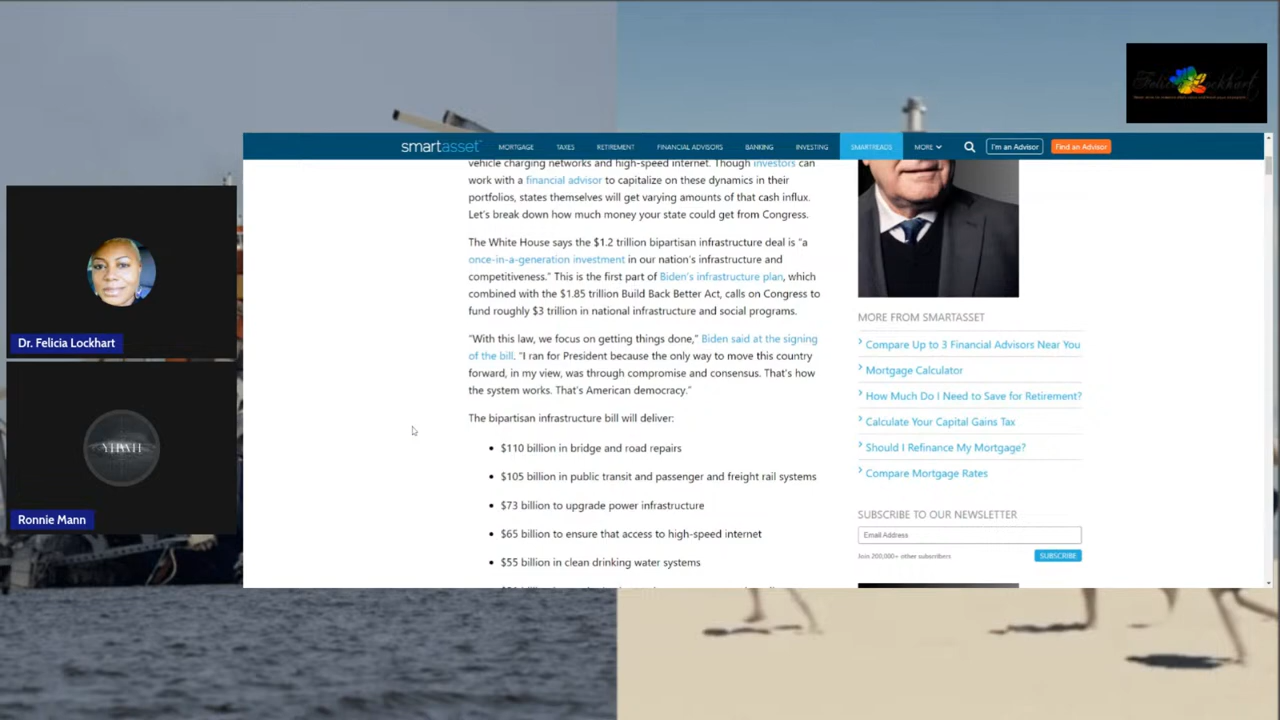 Felicia Lockhart
smartasset
MORTGAGE
TAXES
RETIREMENT
FINANCIAL ADVISORS
BANKING
INVESTING
SMARTREADS
MORE
I'm an Advisor
Find an Advisor
vehicle charging networks and high-speed internet. Though investors can
work with a financial advisor to capitalize on these dynamics in their
portfolios, states themselves will get varying amounts of that cash influx.
Let's break down how much money your state could get from Congress.
The White House says the $1.2 trillion bipartisan infrastructure deal is "a
once-in-a-generation investment in our nation's infrastructure and
competitiveness." This is the first part of Biden's infrastructure plan, which
combined with the $1.85 trillion Build Back Better Act, calls on Congress to
fund roughly $3 trillion in national infrastructure and social programs.
"With this law, we focus on getting things done," Biden said at the signing
of the bill. "I ran for President because the only way to move this country
forward, in my view, was through compromise and consensus. That's how
the system works. That's American democracy."
The bipartisan infrastructure bill will deliver:
• $110 billion in bridge and road repairs
• $105 billion in public transit and passenger and freight rail systems
• $73 billion to upgrade power infrastructure
• $65 billion to ensure that access to high-speed internet
• $55 billion in clean drinking water systems
MORE FROM SMARTASSET
Compare Up to 3 Financial Advisors Near You
Mortgage Calculator
How Much Do I Need to Save for Retirement?
Calculate Your Capital Gains Tax
Should I Refinance My Mortgage?
Compare Mortgage Rates
SUBSCRIBE TO OUR NEWSLETTER
Email Address
Join 200,000+ other subscribers
SUBSCRIBE
Dr. Felicia Lockhart
YHWH
Ronnie Mann